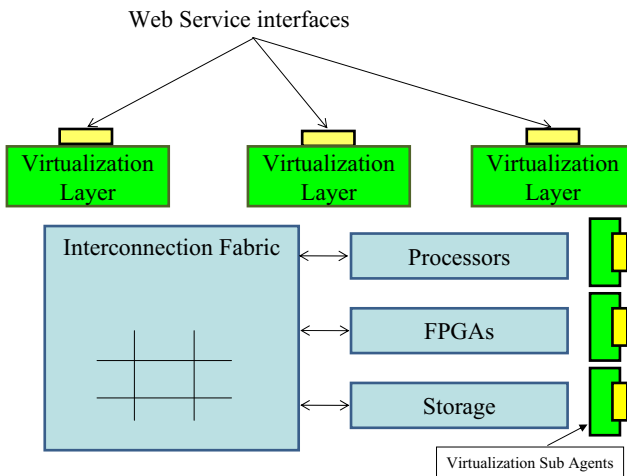 Web Service interfaces
Virtualization
Layer
Virtualization
Layer
Virtualization
Layer
Interconnection Fabric
Processors
FPGAs
Storage
Virtualization Sub Agents